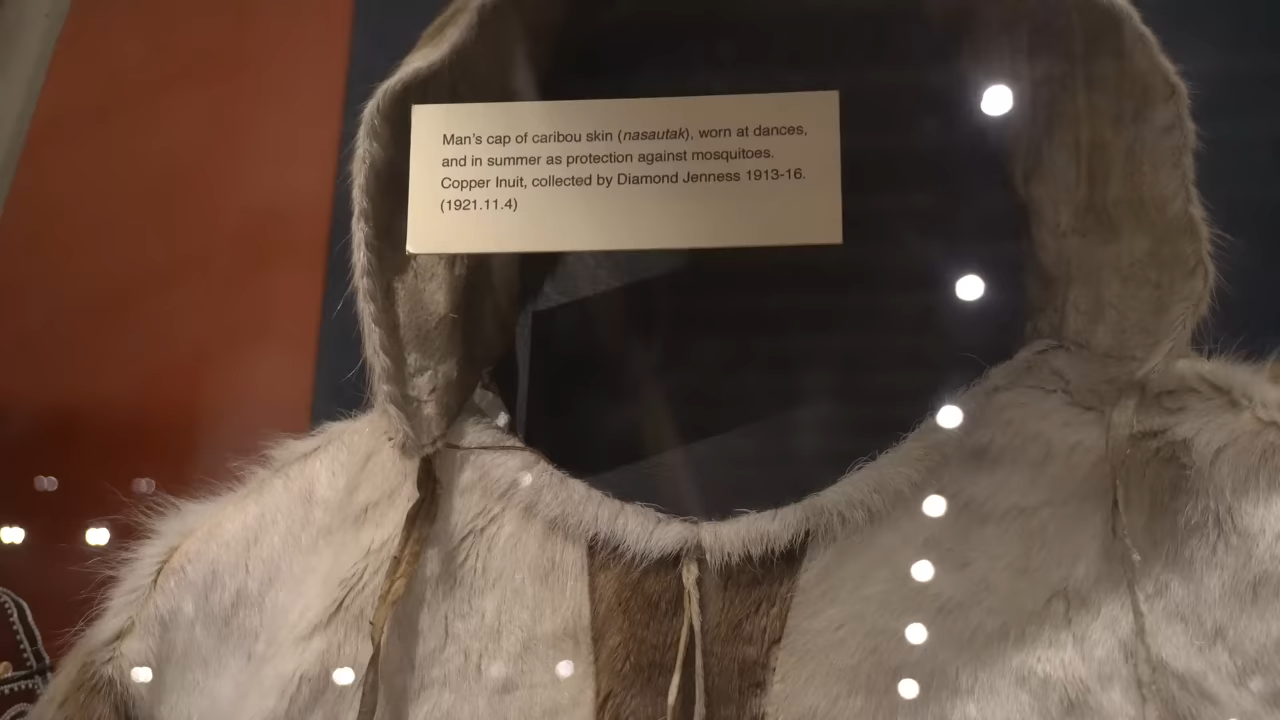 Man's cap of caribou skin (nasautak), worn at dances,
and in summer as protection against mosquitoes.
Copper Inuit, collected by Diamond Jenness 1913-16.
(1921.11.4)